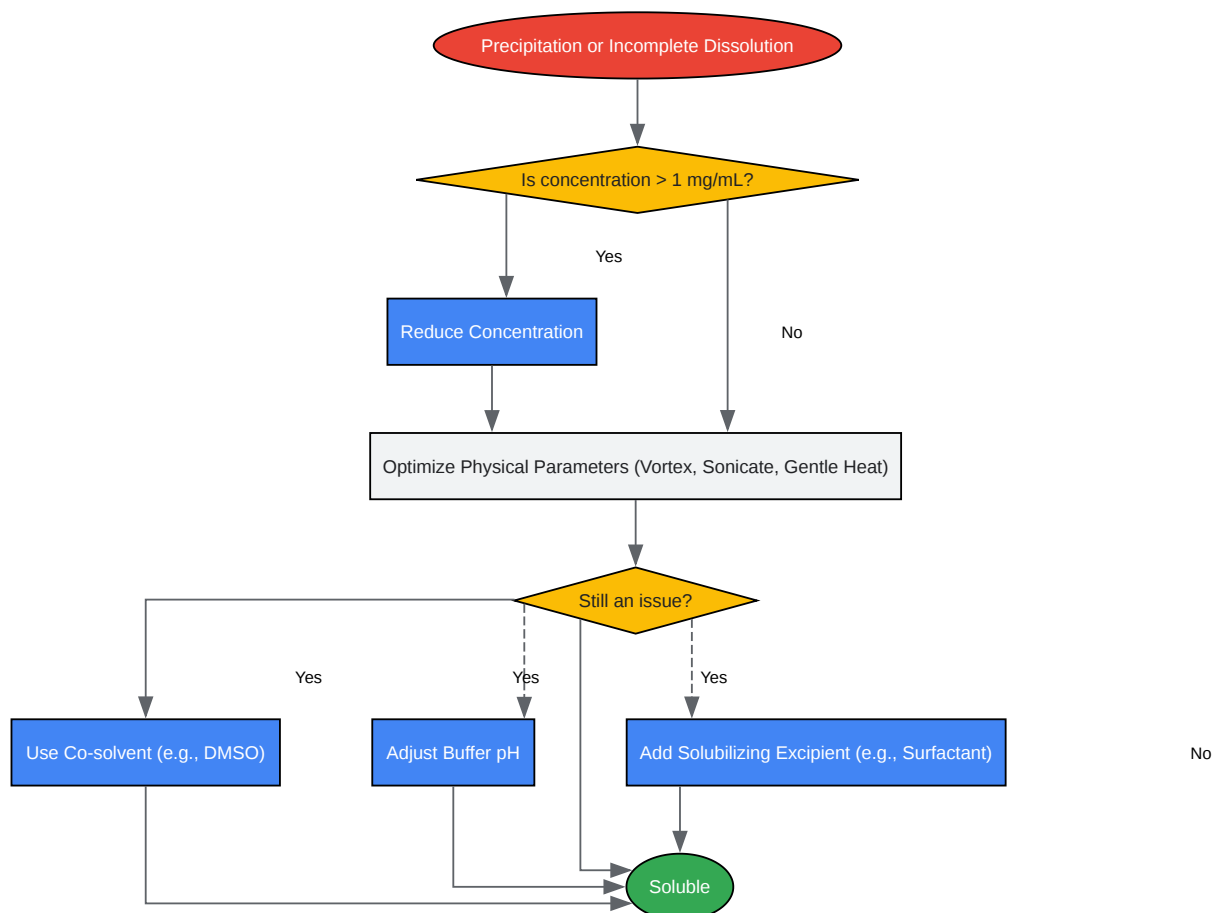 Precipitation or Incomplete Dissolution
Is concentration > 1 mg/mL?
Yes
Reduce Concentration
No
Optimize Physical Parameters (Vortex, Sonicate, Gentle Heat)
Still an issue?
Yes
Yes
Yes
Use Co-solvent (e.g., DMSO)
Adjust Buffer pH
Add Solubilizing Excipient (e.g., Surfactant)
No
Soluble